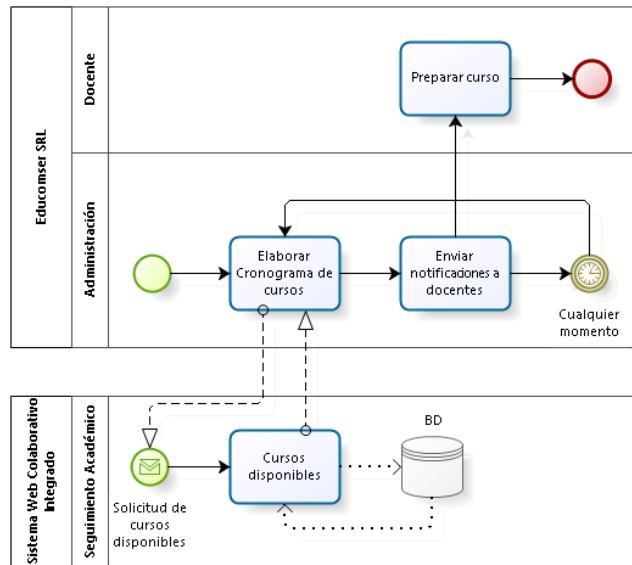 Educomser SRL
Docente
Preparar curso
Administración
Elaborar
Cronograma de
cursos
Enviar
notificaciones a
docentes
Cualquier
momento
Sistema Web Colaborativo
Integrado
Seguimiento Académico
Solicitud de
cursos
disponibles
Cursos
disponibles
BD